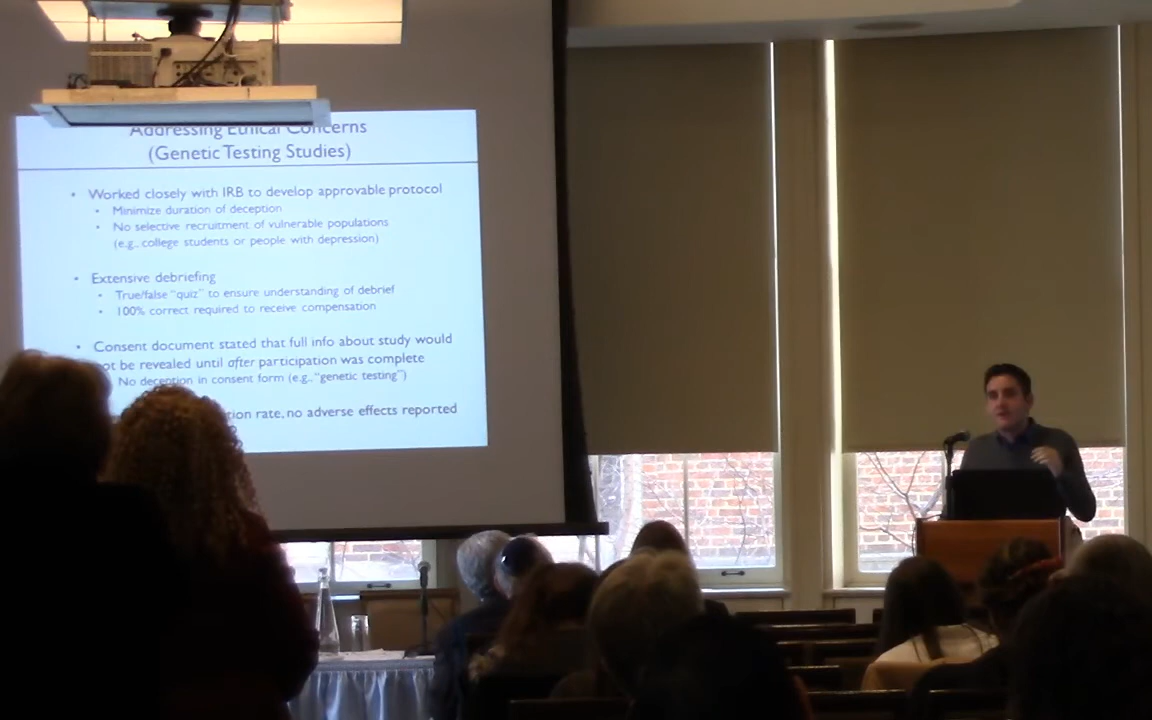 Addressing Ethical Concerns
(Genetic Testing Studies)
• Worked closely with IRB to develop approvable protocol
• Minimize duration of deception
• No selective recruitment of vulnerable populations
(e.g., college students or people with depression)
• Extensive debriefing
• True/false "quiz" to ensure understanding of debrief
• 100% correct required to receive compensation
• Consent document stated that full info about study would
not be revealed until after participation was complete
No deception in consent form (e.g., "genetic testing")
rate, no adverse effects reported